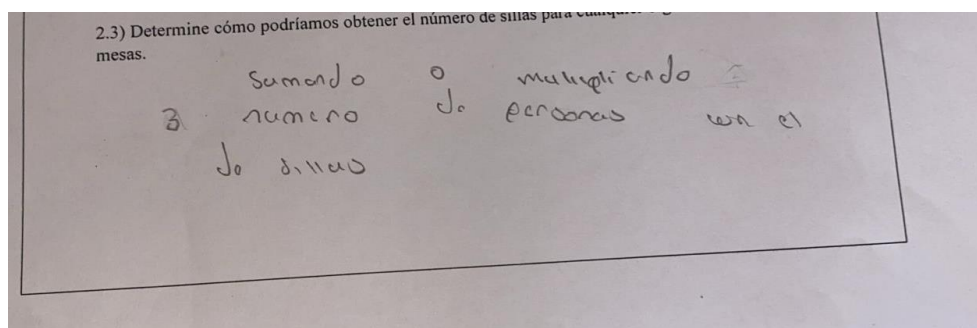 2.3) Determine cómo podríamos obtener el número de sillas para
mesas.
Sumando o multiplicando
numero de personas con el
de sillas